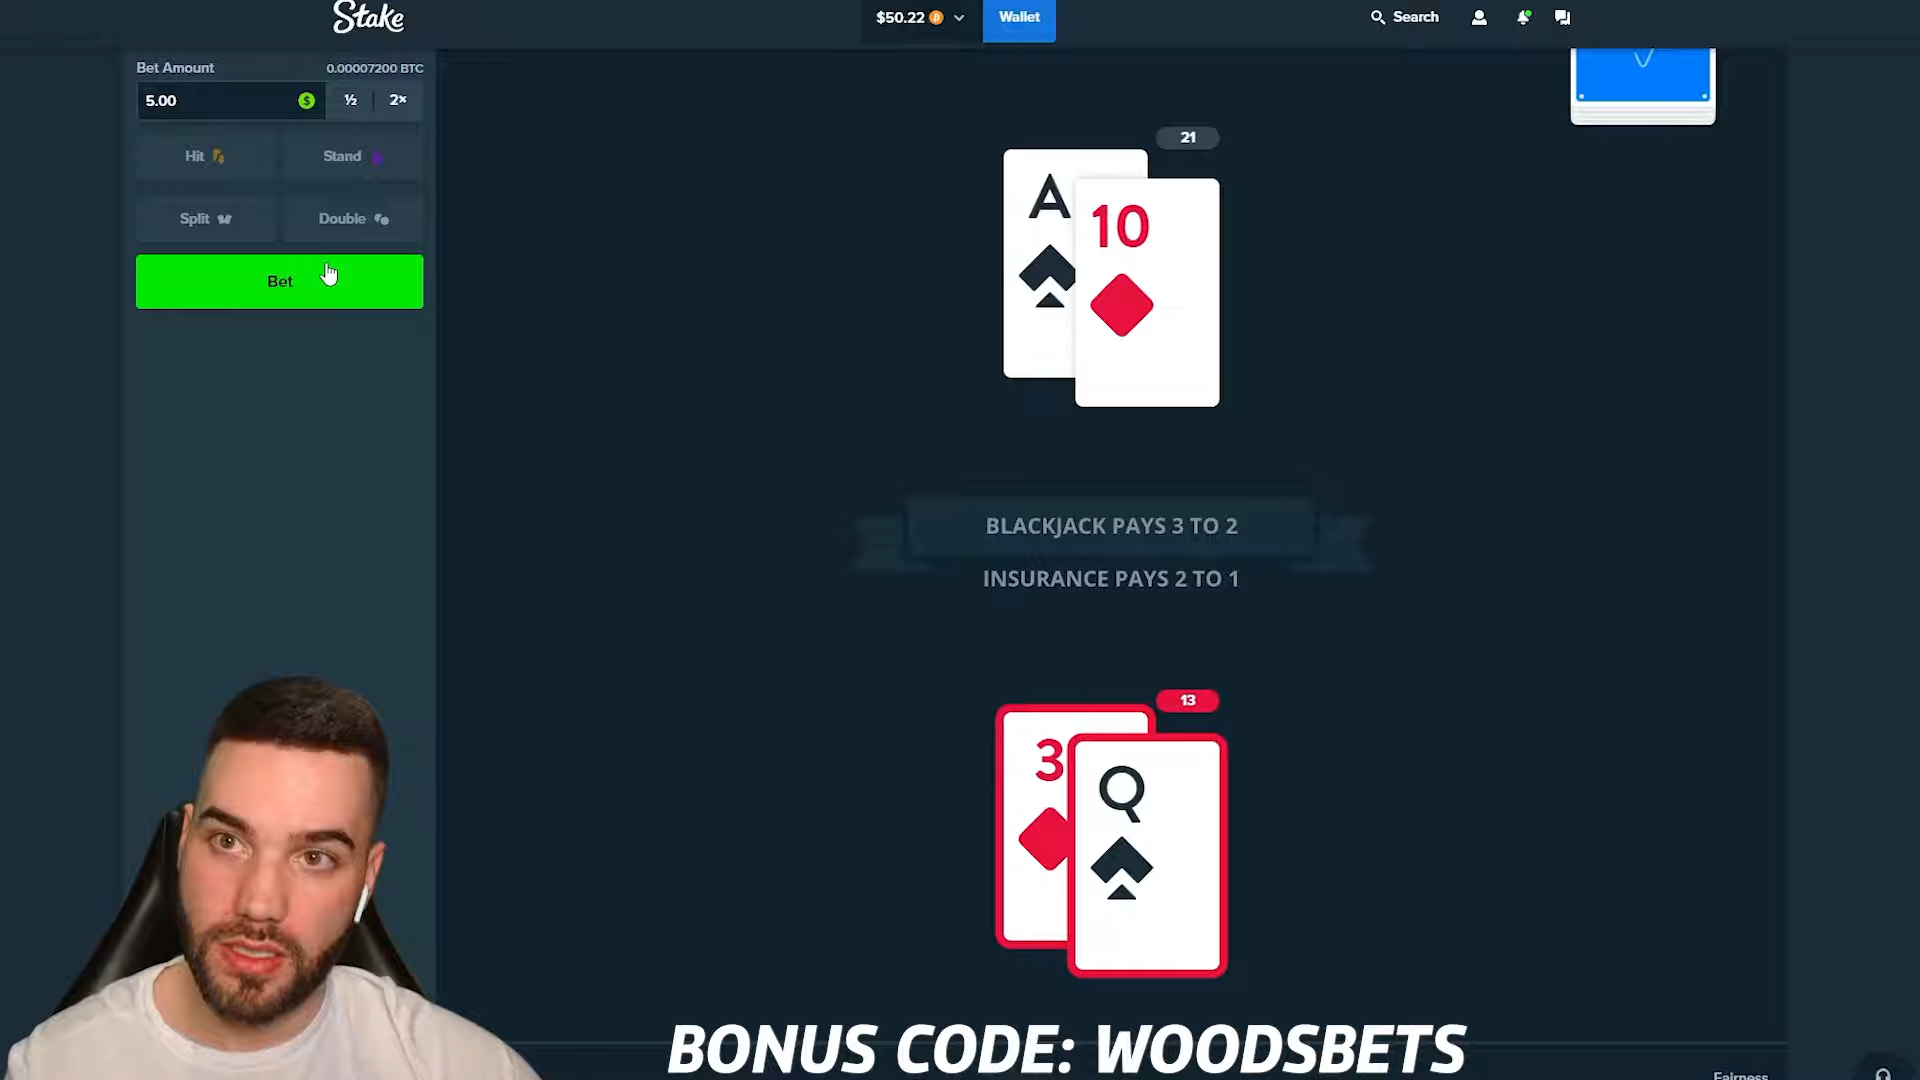 Stake
$50.22
Wallet
Search
Bet Amount
0.00007200 BTC
5.00
$
½
2×
Hit
Stand
Split
Double
Bet
21
A
10
BLACKJACK PAYS 3 TO 2
INSURANCE PAYS 2 TO 1
13
3
Q
BONUS CODE: WOODSBETS
Fairness